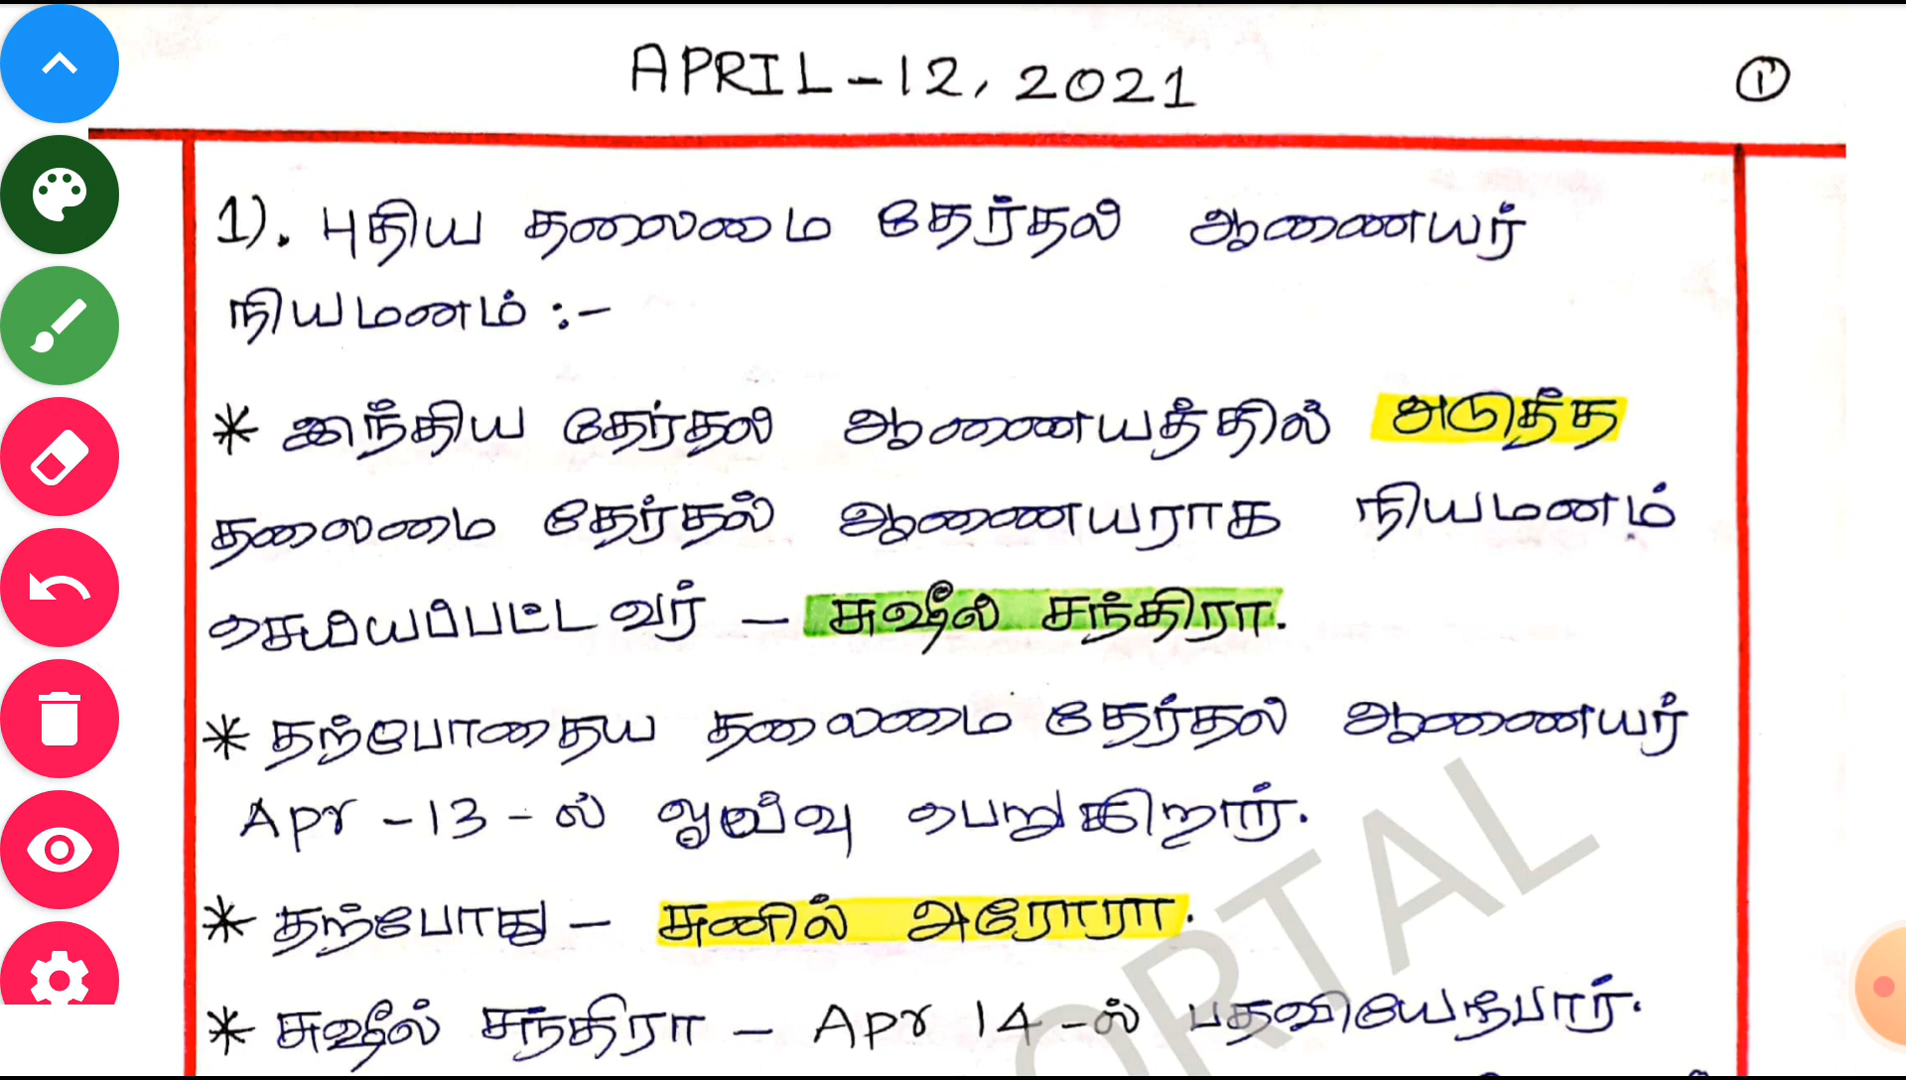 APRIL - 12, 2021
①
1). புதிய தலைமை தேர்தல் ஆணையர்
நியமனம் :-
* இந்திய தேர்தல் ஆணையத்தில் அடுத்த
தலைமை தேர்தல் ஆணையராக நியமனம்
செய்யப்பட்டவர் - சுஷீல் சந்திரா.
* தற்போதைய தலைமை தேர்தல் ஆணையர்
Apr - 13 - ல் ஓய்வு பெறுகிறார்.
* தற்போது - சுனில் அரோரா.
* சுஷீல் சந்திரா - Apr 14 -ல் பதவியேற்பார்.
ORTAL